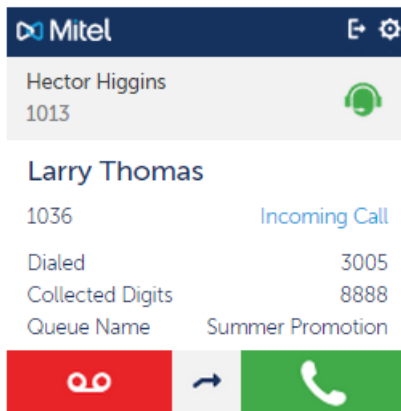 Mitel
Hector Higgins
1013
Larry Thomas
1036 Incoming Call
Dialed 3005
Collected Digits 8888
Queue Name Summer Promotion